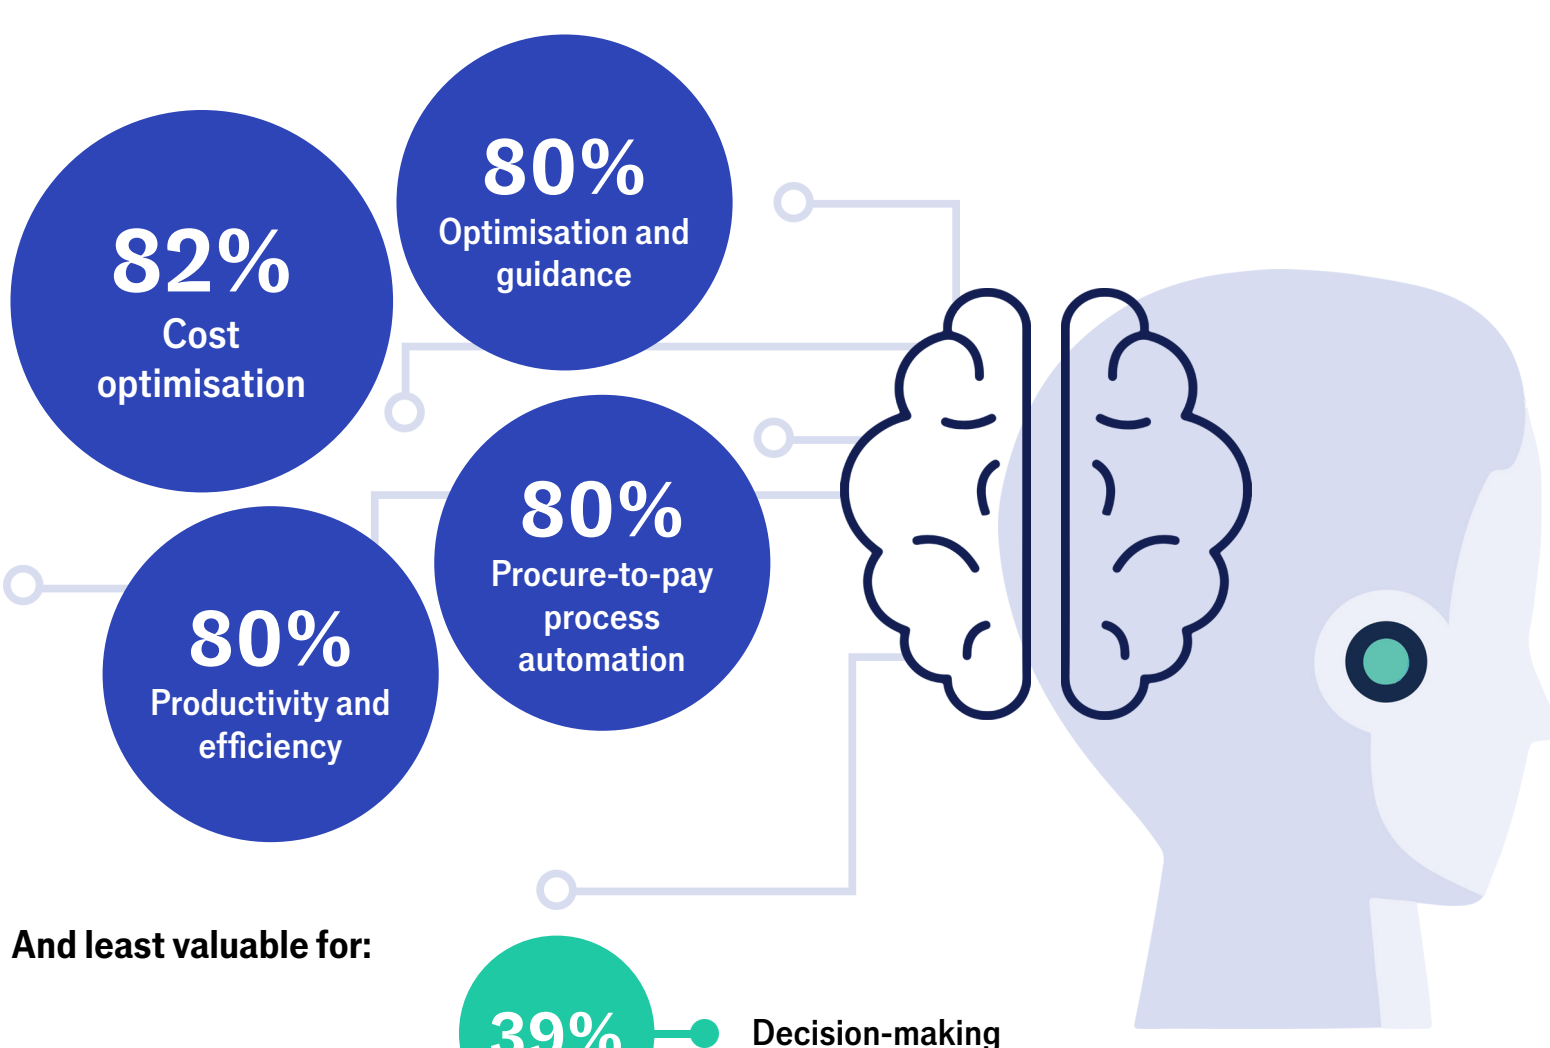 80%
Optimisation and
guidance
82%
Cost
optimisation
80%
Procure-to-pay
process
automation
80%
Productivity and
efficiency
And least valuable for:
39%
Decision-making